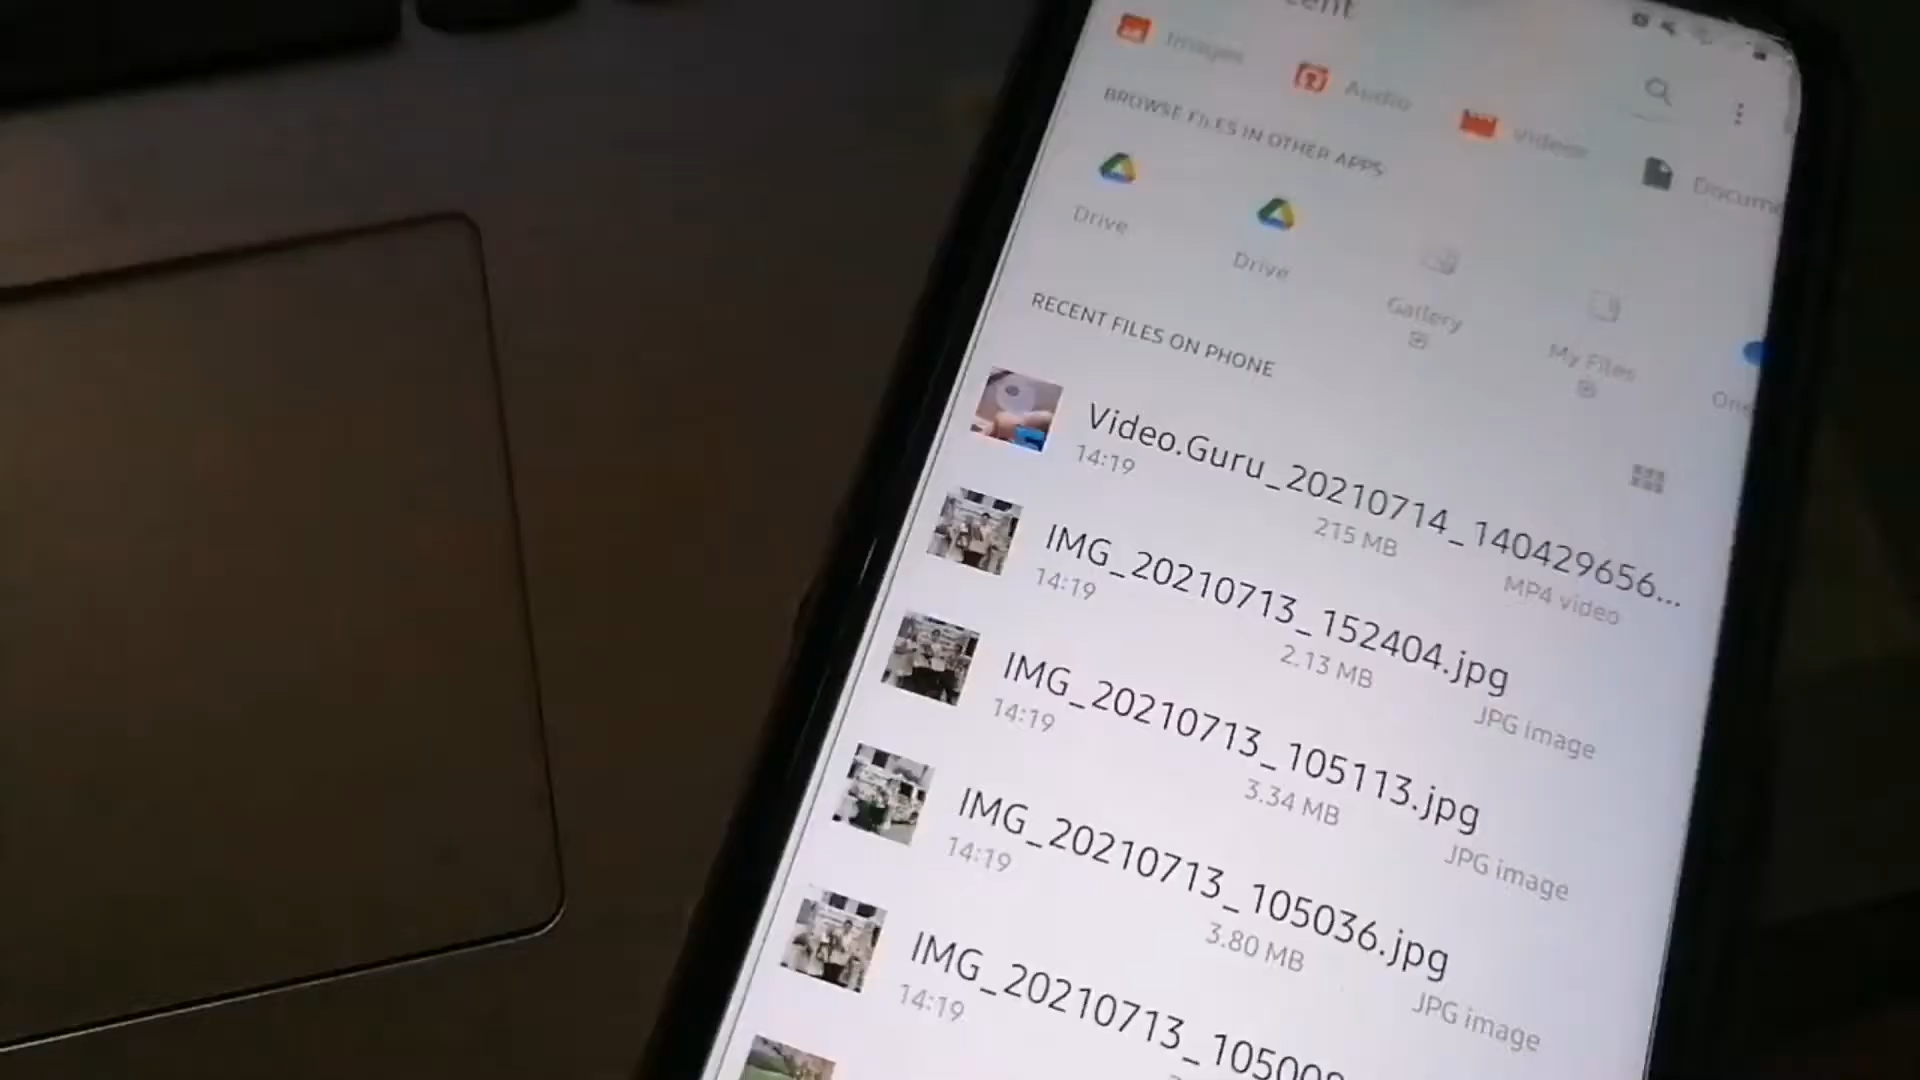 Images
Audio
Videos
BROWSE FILES IN OTHER APPS
Drive
Drive
Gallery
My Files
RECENT FILES ON PHONE
Video.Guru_20210714_140429656...
14:19 215 MB MP4 video
IMG_20210713_152404.jpg
14:19 2.13 MB JPG image
IMG_20210713_105113.jpg
14:19 3.34 MB JPG image
IMG_20210713_105036.jpg
14:19 3.80 MB JPG image
IMG_20210713_
14:19